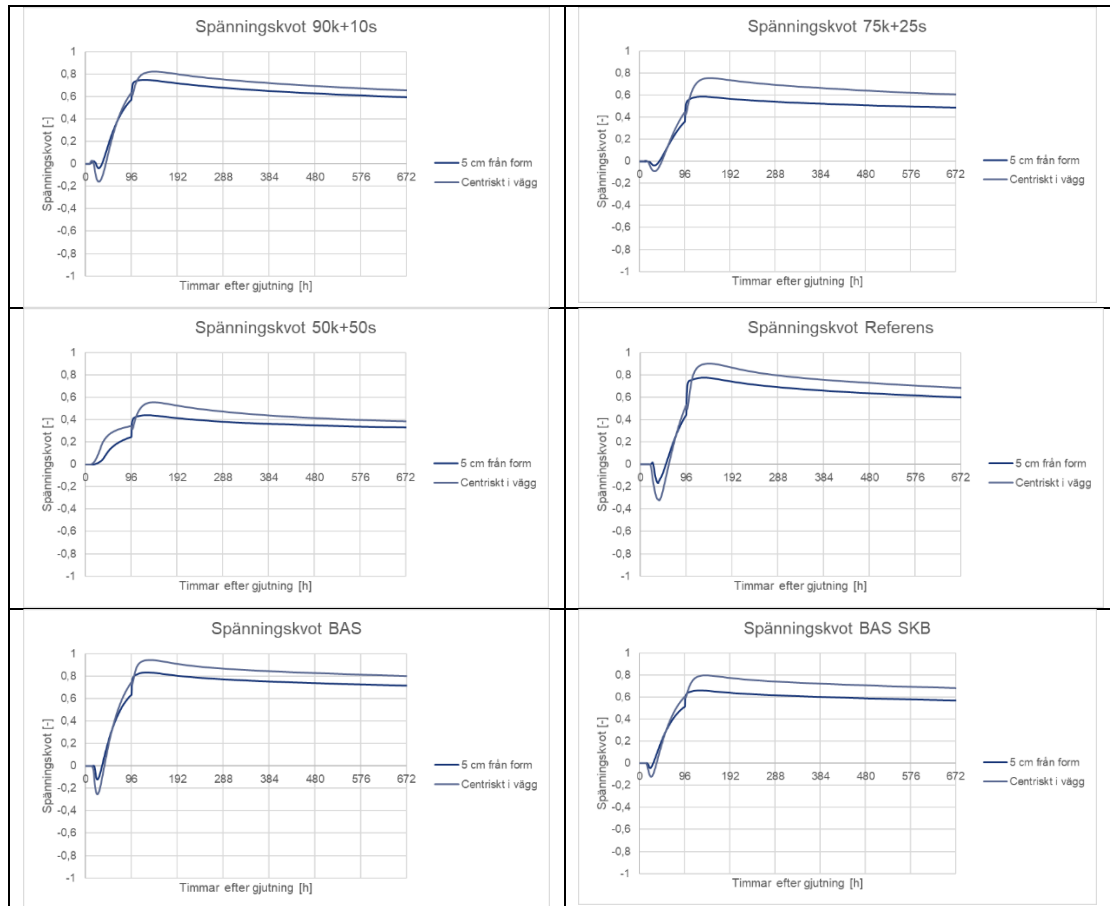 Spänningskvot 90k+10s
Spänningskvot [-]
1
0,8
0,6
0,4
0,2
0
-0,2
-0,4
-0,6
-0,8
-1
0 96 192 288 384 480 576 672
Timmar efter gjutning [h]
5 cm från form
Centriskt i vägg
Spänningskvot 75k+25s
Spänningskvot [-]
1
0,8
0,6
0,4
0,2
0
-0,2
-0,4
-0,6
-0,8
-1
0 96 192 288 384 480 576 672
Timmar efter gjutning [h]
5 cm från form
Centriskt i vägg
Spänningskvot 50k+50s
Spänningskvot [-]
1
0,8
0,6
0,4
0,2
0
-0,2
-0,4
-0,6
-0,8
-1
0 96 192 288 384 480 576 672
Timmar efter gjutning [h]
5 cm från form
Centriskt i vägg
Spänningskvot Referens
Spänningskvot [-]
1
0,8
0,6
0,4
0,2
0
-0,2
-0,4
-0,6
-0,8
-1
0 96 192 288 384 480 576 672
Timmar efter gjutning [h]
5 cm från form
Centriskt i vägg
Spänningskvot BAS
Spänningskvot [-]
1
0,8
0,6
0,4
0,2
0
-0,2
-0,4
-0,6
-0,8
-1
0 96 192 288 384 480 576 672
Timmar efter gjutning [h]
5 cm från form
Centriskt i vägg
Spänningskvot BAS SKB
Spänningskvot [-]
1
0,8
0,6
0,4
0,2
0
-0,2
-0,4
-0,6
-0,8
-1
0 96 192 288 384 480 576 672
Timmar efter gjutning [h]
5 cm från form
Centriskt i vägg